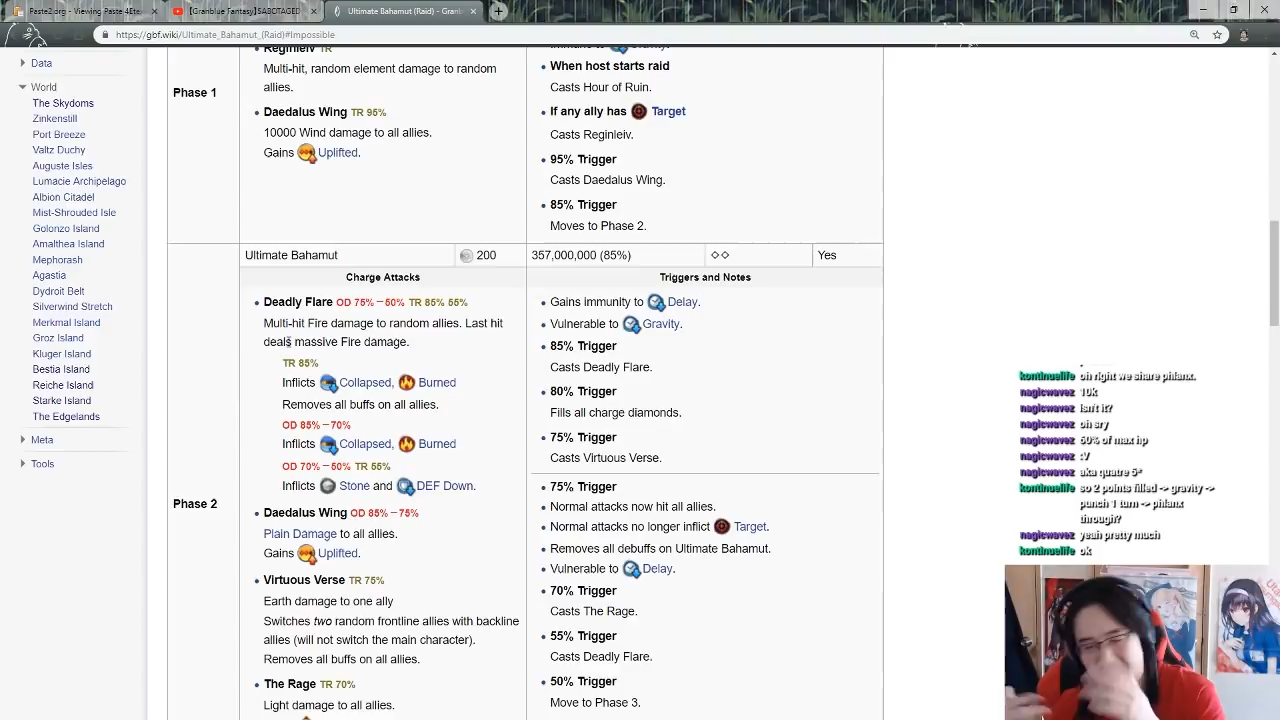 Paste2.org - Viewing Paste 4Ete
[Granblue Fantasy]SABOTAGED
Ultimate Bahamut (Raid) - Granb
https://gbf.wiki/Ultimate_Bahamut_(Raid)#Impossible
Data
World
The Skydoms
Zinkenstill
Port Breeze
Valtz Duchy
Auguste Isles
Lumacie Archipelago
Albion Citadel
Mist-Shrouded Isle
Golonzo Island
Amalthea Island
Mephorash
Agastia
Dydroit Belt
Silverwind Stretch
Merkmal Island
Groz Island
Kluger Island
Bestia Island
Reiche Island
Starke Island
The Edgelands
Meta
Tools
Phase 1
Reginleiv TR
Multi-hit, random element damage to random
allies.
Daedalus Wing TR 95%
10000 Wind damage to all allies.
Gains Uplifted.
Immune to Gravity.
When host starts raid
Casts Hour of Ruin.
If any ally has Target
Casts Reginleiv.
95% Trigger
Casts Daedalus Wing.
85% Trigger
Moves to Phase 2.
Phase 2
Ultimate Bahamut 200 357,000,000 (85%) ◇◇ Yes
Charge Attacks
Deadly Flare OD 75%–50% TR 85% 55%
Multi-hit Fire damage to random allies. Last hit
deals massive Fire damage.
TR 85%
Inflicts Collapsed, Burned
Removes all buffs on all allies.
OD 85%–70%
Inflicts Collapsed, Burned
OD 70%–50% TR 55%
Inflicts Stone and DEF Down.
Daedalus Wing OD 85%–75%
Plain Damage to all allies.
Gains Uplifted.
Virtuous Verse TR 75%
Earth damage to one ally
Switches two random frontline allies with backline
allies (will not switch the main character).
Removes all buffs on all allies.
The Rage TR 70%
Light damage to all allies.
Triggers and Notes
Gains immunity to Delay.
Vulnerable to Gravity.
85% Trigger
Casts Deadly Flare.
80% Trigger
Fills all charge diamonds.
75% Trigger
Casts Virtuous Verse.
75% Trigger
Normal attacks now hit all allies.
Normal attacks no longer inflict Target.
Removes all debuffs on Ultimate Bahamut.
Vulnerable to Delay.
70% Trigger
Casts The Rage.
55% Trigger
Casts Deadly Flare.
50% Trigger
Move to Phase 3.
kontinuelife oh right we share phlanx.
nagicwavez 10k
nagicwavez isn't it?
nagicwavez oh sry
nagicwavez 50% of max hp
nagicwavez :V
nagicwavez aka quatre 5*
kontinuelife so 2 points filled -> gravity ->
punch 1 turn -> phlanx
through?
nagicwavez yeah pretty much
kontinuelife ok